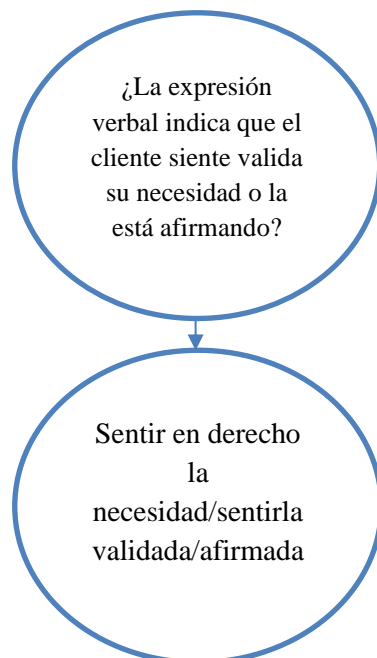 ¿La expresión
verbal indica que el
cliente siente valida
su necesidad o la
está afirmando?
Sentir en derecho
la
necesidad/sentirla
validada/afirmada